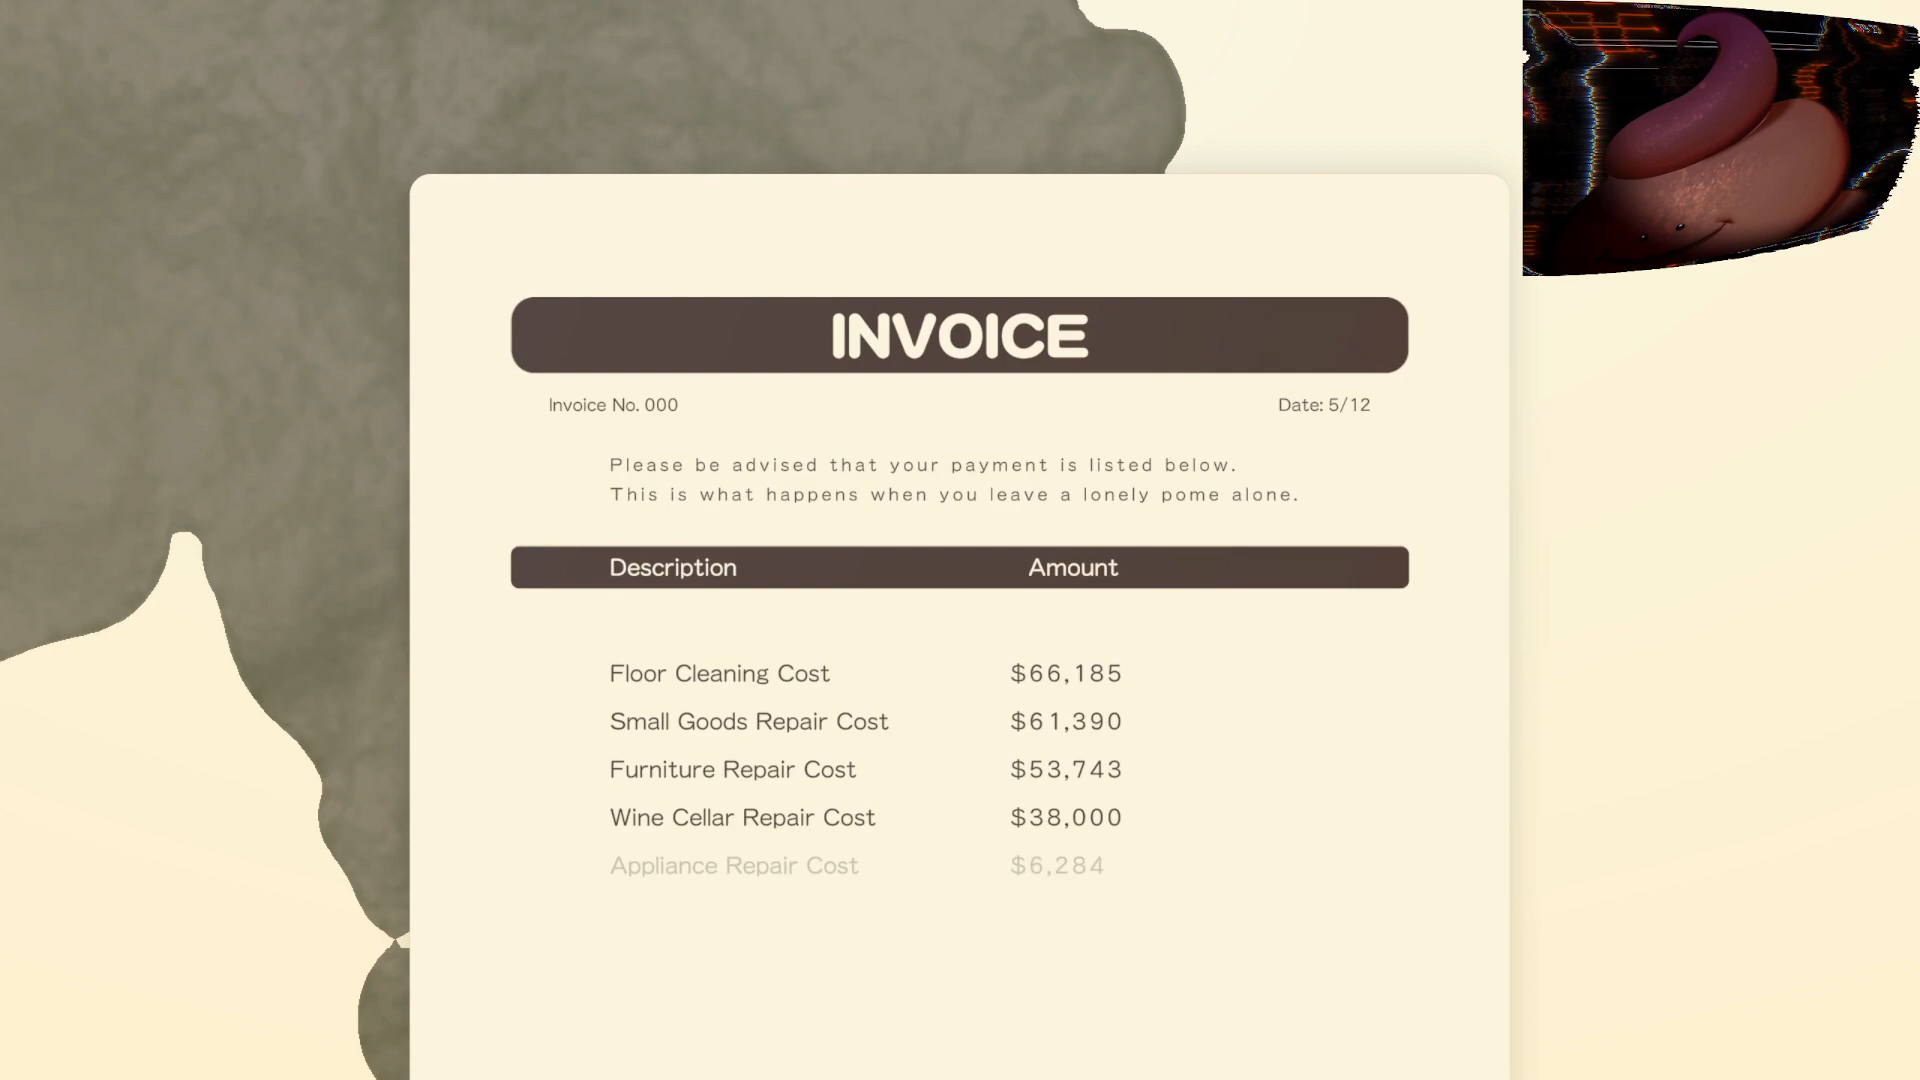 INVOICE
Invoice No. 000
Date: 5/12
Please be advised that your payment is listed below.
This is what happens when you leave a lonely pome alone.
Description Amount
Floor Cleaning Cost $66,185
Small Goods Repair Cost $61,390
Furniture Repair Cost $53,743
Wine Cellar Repair Cost $38,000
Appliance Repair Cost $6,284